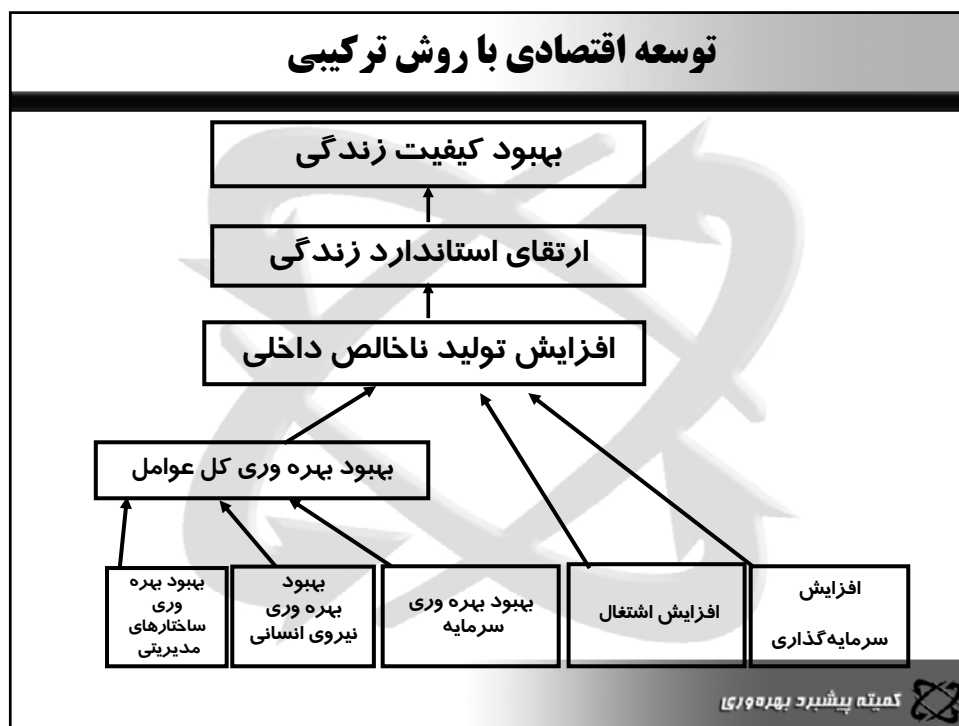 توسعه اقتصادی با روش ترکیبی
بهبود کیفیت زندگی
ارتقای استاندارد زندگی
افزایش تولید ناخالص داخلی
بهبود بهره وری کل عوامل
افزایش
سرمایه‌گذاری
افزایش اشتغال
بهبود بهره وری
سرمایه
بهبود
بهره وری
نیروی انسانی
بهبود بهره
وری
ساختارهای
مدیریتی
کمیته پیشبرد بهره‌وری